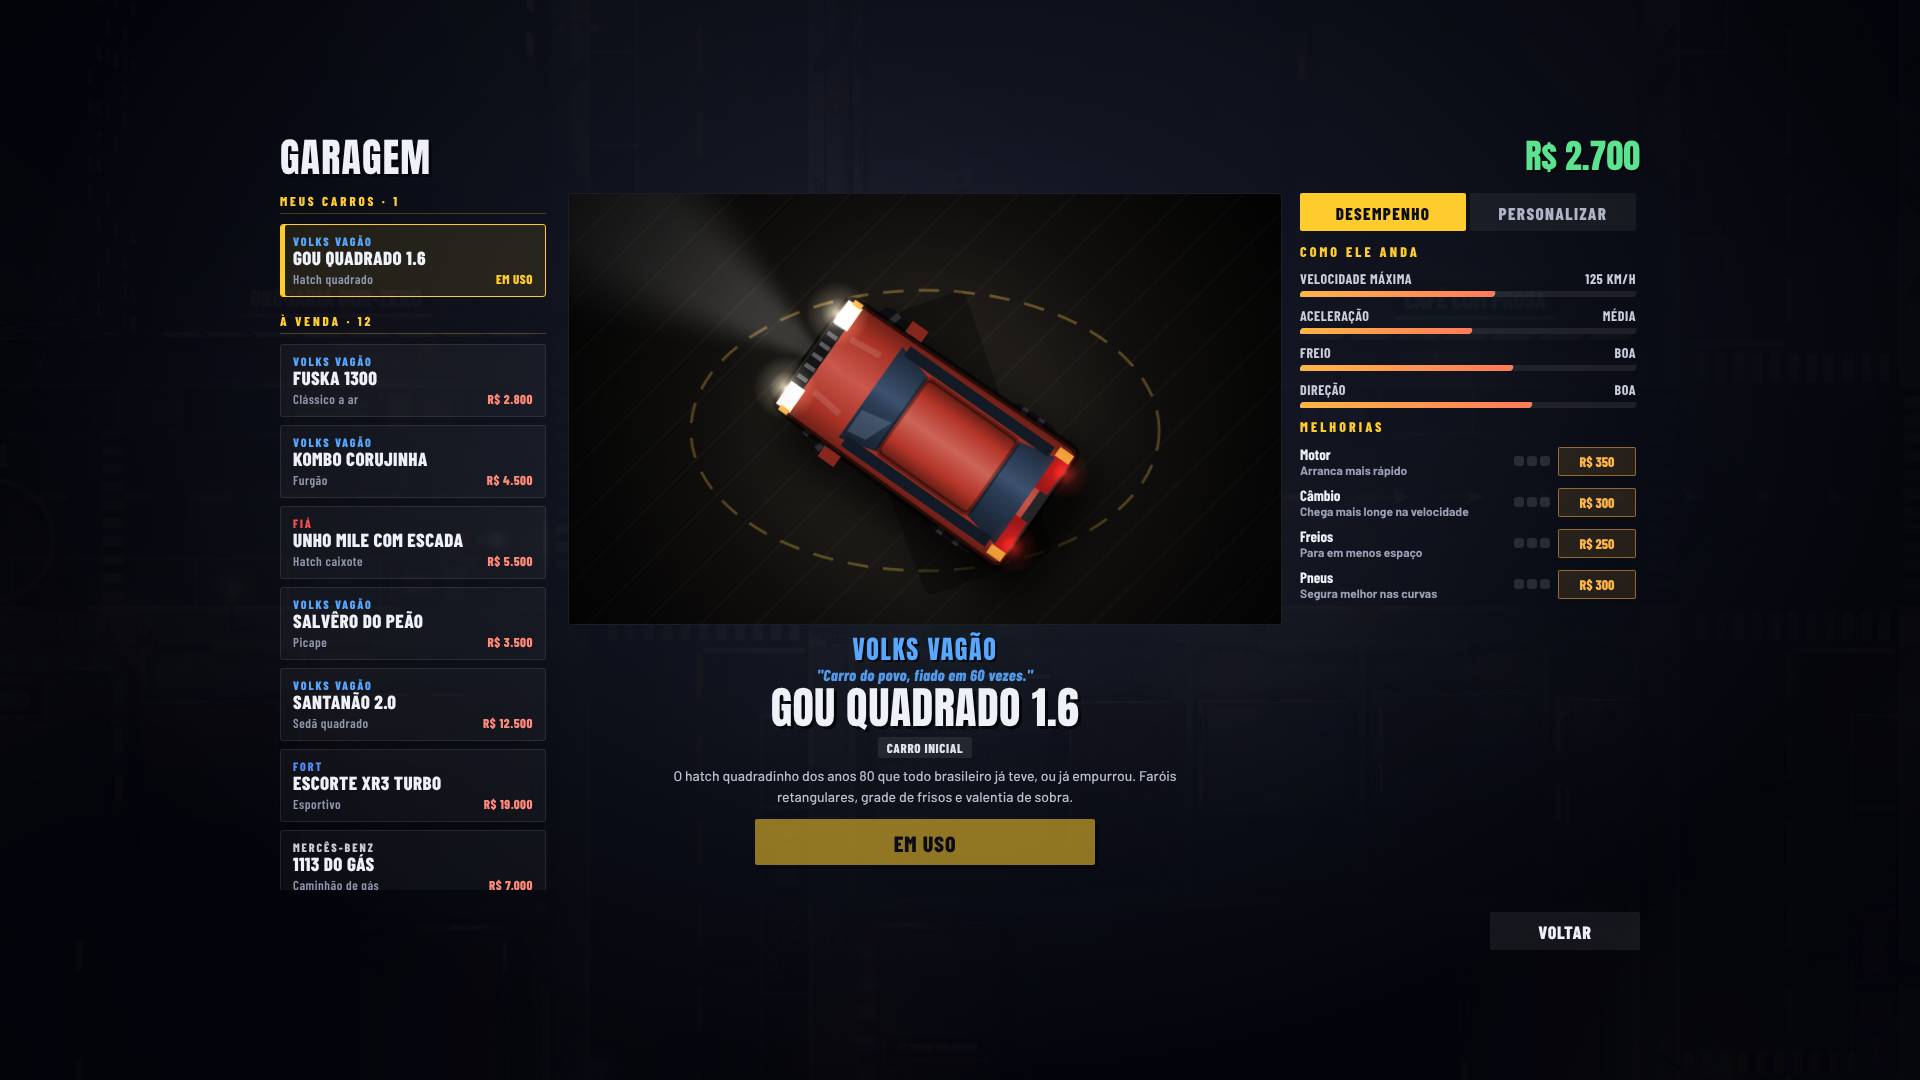 GARAGEM
R$ 2.700
MEUS CARROS · 1
VOLKS VAGÃO
GOU QUADRADO 1.6
Hatch quadrado
EM USO
À VENDA · 12
VOLKS VAGÃO
FUSKA 1300
Clássico a ar
R$ 2.800
VOLKS VAGÃO
KOMBO CORUJINHA
Furgão
R$ 4.500
FIÁ
UNHO MILE COM ESCADA
Hatch caixote
R$ 5.500
VOLKS VAGÃO
SALVÊRO DO PEÃO
Picape
R$ 3.500
VOLKS VAGÃO
SANTANÃO 2.0
Sedã quadrado
R$ 12.500
FORT
ESCORTE XR3 TURBO
Esportivo
R$ 19.000
MERCÊS-BENZ
1113 DO GÁS
Caminhão de gás
R$ 7.000
VOLKS VAGÃO
"Carro do povo, fiado em 60 vezes."
GOU QUADRADO 1.6
CARRO INICIAL
O hatch quadradinho dos anos 80 que todo brasileiro já teve, ou já empurrou. Faróis
retangulares, grade de frisos e valentia de sobra.
EM USO
DESEMPENHO
PERSONALIZAR
COMO ELE ANDA
VELOCIDADE MÁXIMA
125 KM/H
ACELERAÇÃO
MÉDIA
FREIO
BOA
DIREÇÃO
BOA
MELHORIAS
Motor
Arranca mais rápido
R$ 350
Câmbio
Chega mais longe na velocidade
R$ 300
Freios
Para em menos espaço
R$ 250
Pneus
Segura melhor nas curvas
R$ 300
VOLTAR